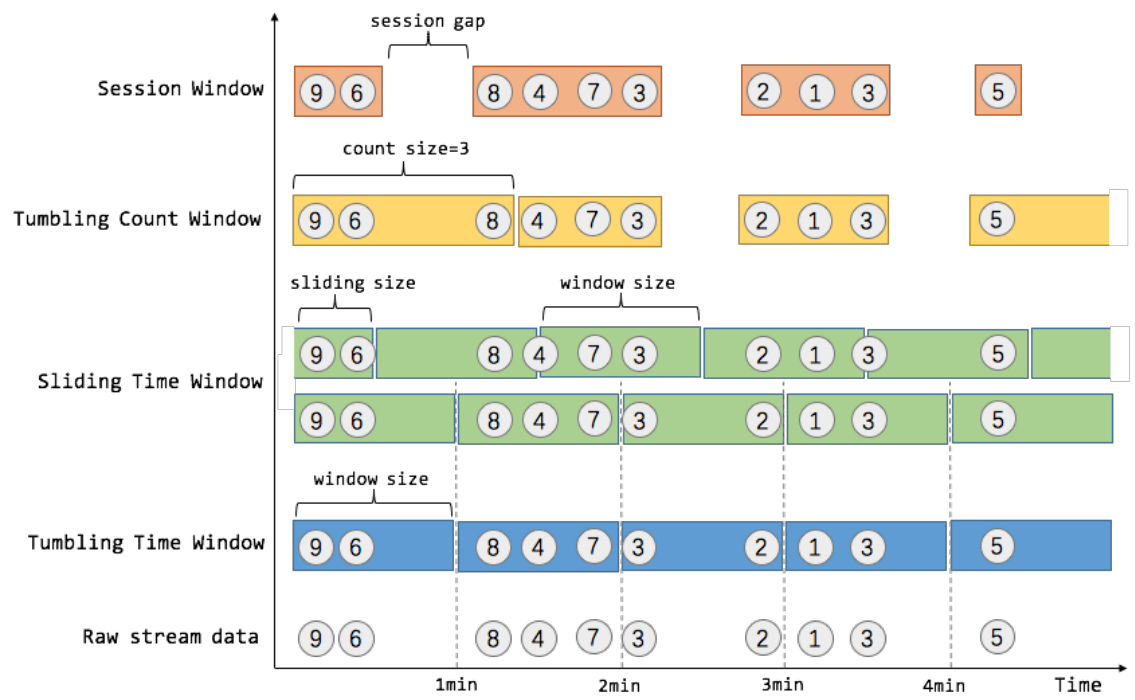 session gap
Session Window
9 6 8 4 7 3 2 1 3 5
count size=3
Tumbling Count Window
9 6 8 4 7 3 2 1 3 5
sliding size
window size
9 6 8 4 7 3 2 1 3 5
Sliding Time Window
9 6 8 4 7 3 2 1 3 5
window size
Tumbling Time Window
9 6 8 4 7 3 2 1 3 5
Raw stream data
9 6 8 4 7 3 2 1 3 5
1min 2min 3min 4min Time